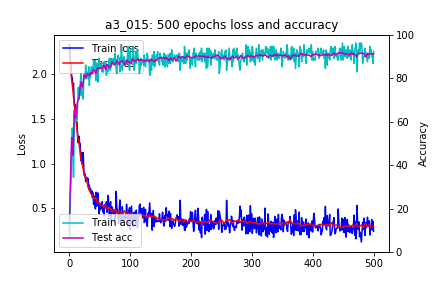 a3_015: 500 epochs loss and accuracy
Train loss
Test loss
2.0
1.5
1.0
0.5
Loss
100
80
60
40
20
0
Accuracy
Train acc
Test acc
0
100
200
300
400
500